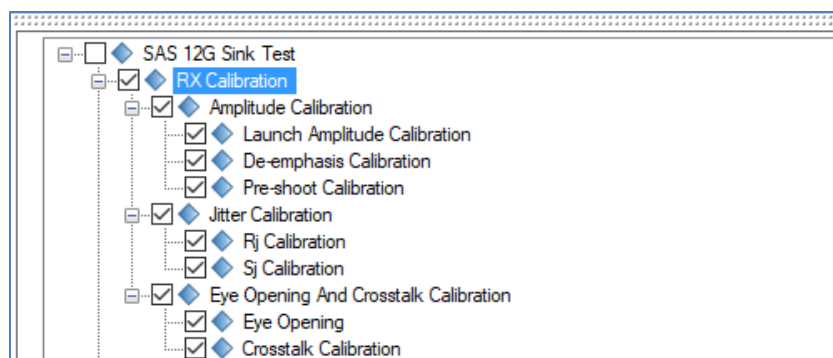 SAS 12G Sink Test
RX Calibration
Amplitude Calibration
Launch Amplitude Calibration
De-emphasis Calibration
Pre-shoot Calibration
Jitter Calibration
Rj Calibration
Sj Calibration
Eye Opening And Crosstalk Calibration
Eye Opening
Crosstalk Calibration